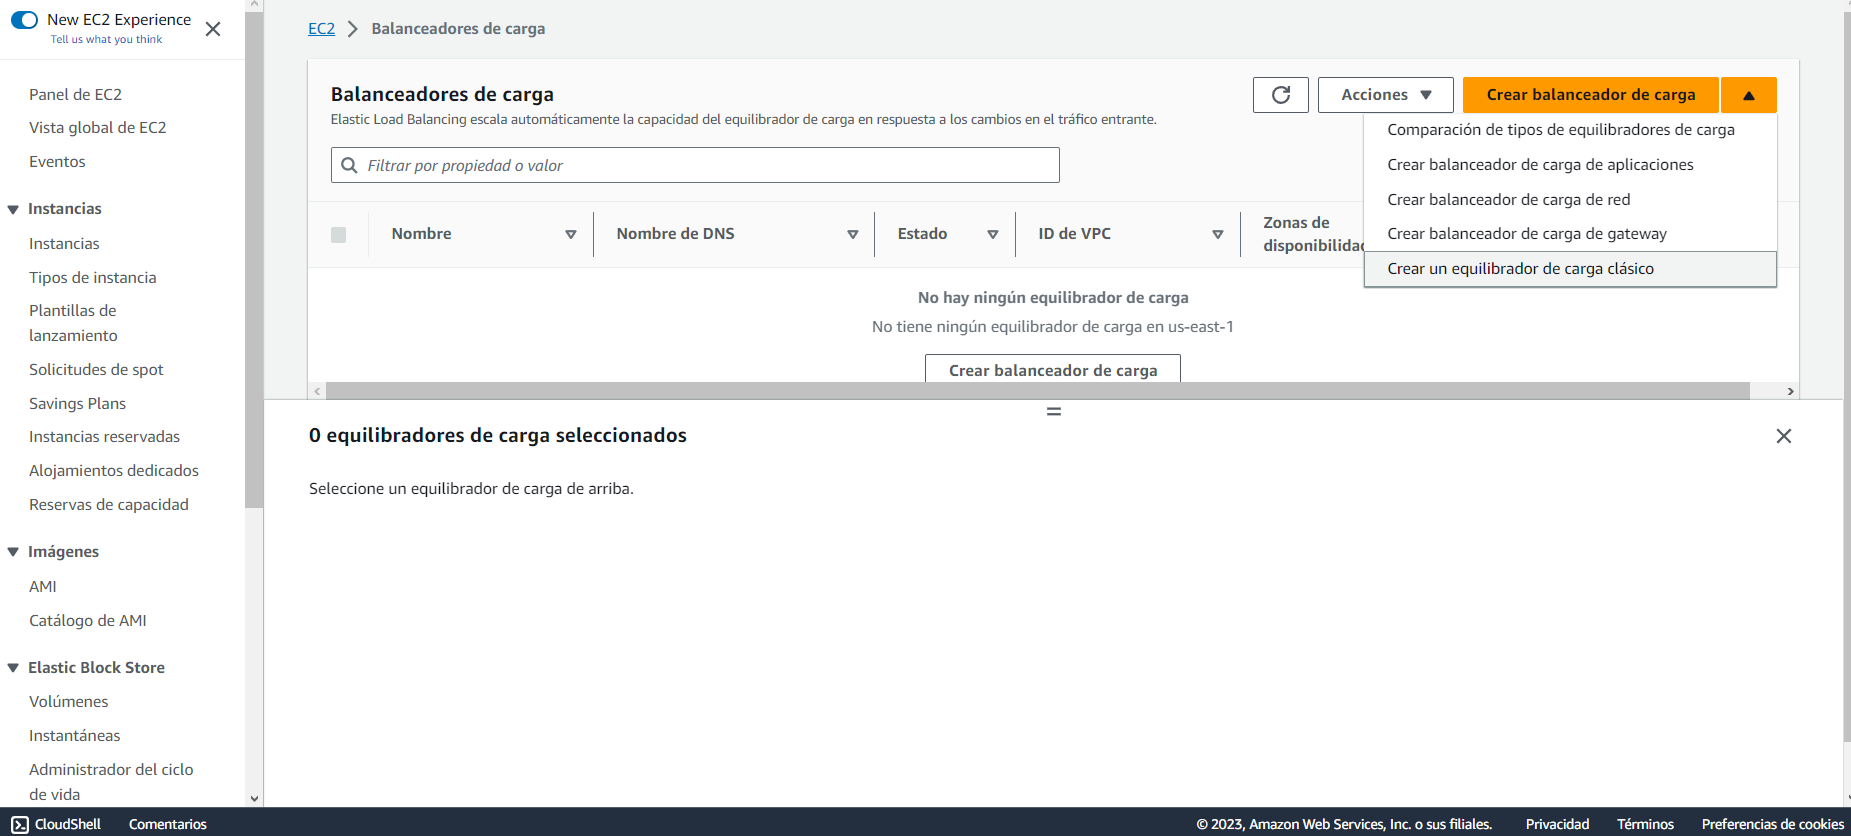 New EC2 Experience
Tell us what you think
Panel de EC2
Vista global de EC2
Eventos
Instancias
Instancias
Tipos de instancia
Plantillas de
lanzamiento
Solicitudes de spot
Savings Plans
Instancias reservadas
Alojamientos dedicados
Reservas de capacidad
Imágenes
AMI
Catálogo de AMI
Elastic Block Store
Volúmenes
Instantáneas
Administrador del ciclo
de vida
EC2 > Balanceadores de carga
Balanceadores de carga
Elastic Load Balancing escala automáticamente la capacidad del equilibrador de carga en respuesta a los cambios en el tráfico entrante.
Acciones
Crear balanceador de carga
Comparación de tipos de equilibradores de carga
Crear balanceador de carga de aplicaciones
Crear balanceador de carga de red
Crear balanceador de carga de gateway
Crear un equilibrador de carga clásico
Filtrar por propiedad o valor
Nombre
Nombre de DNS
Estado
ID de VPC
Zonas de
disponibilidad
No hay ningún equilibrador de carga
No tiene ningún equilibrador de carga en us-east-1
Crear balanceador de carga
0 equilibradores de carga seleccionados
Seleccione un equilibrador de carga de arriba.
CloudShell
Comentarios
© 2023, Amazon Web Services, Inc. o sus filiales.
Privacidad
Términos
Preferencias de cookies